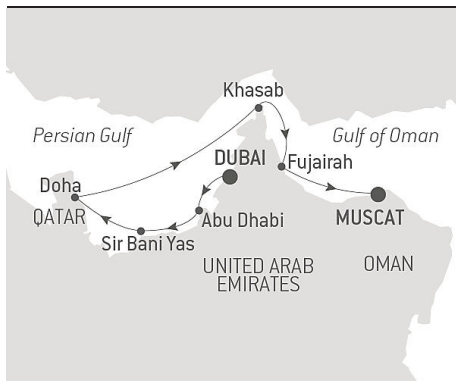 Khasab
Persian Gulf
Gulf of Oman
DUBAI
Fujairah
Doha
QATAR
Abu Dhabi
MUSCAT
Sir Bani Yas
UNITED ARAB
EMIRATES
OMAN